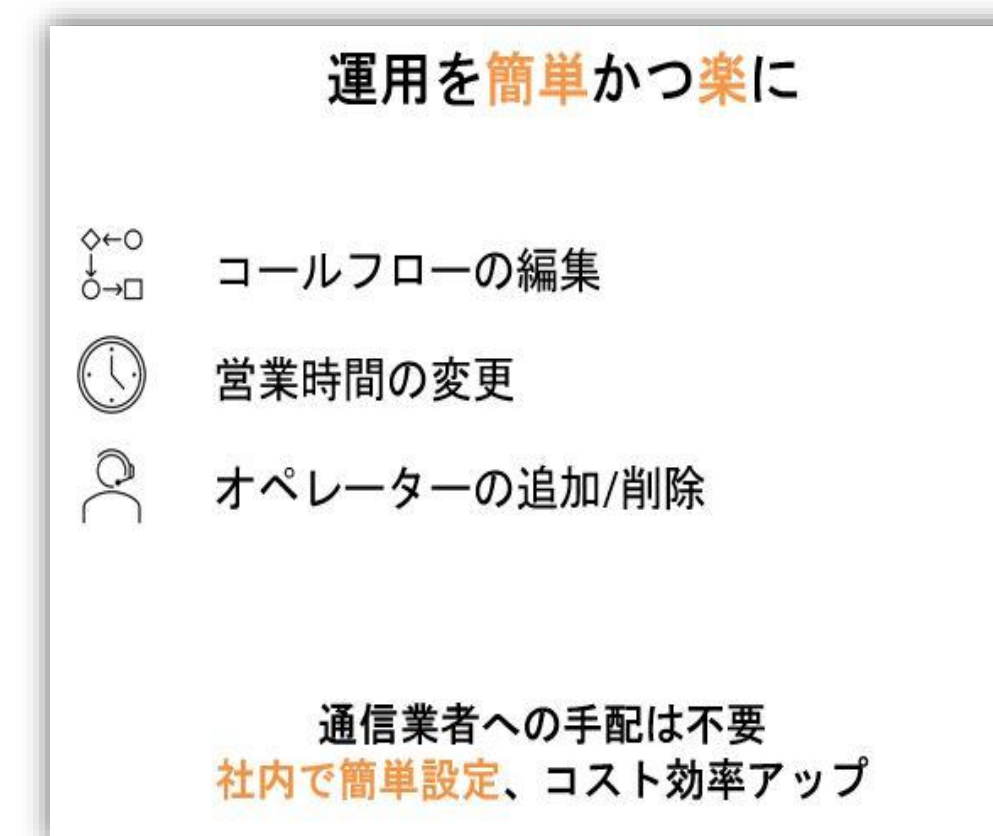 運用を簡単かつ楽に
コールフローの編集
営業時間の変更
オペレーターの追加/削除
通信業者への手配は不要
社内で簡単設定、コスト効率アップ